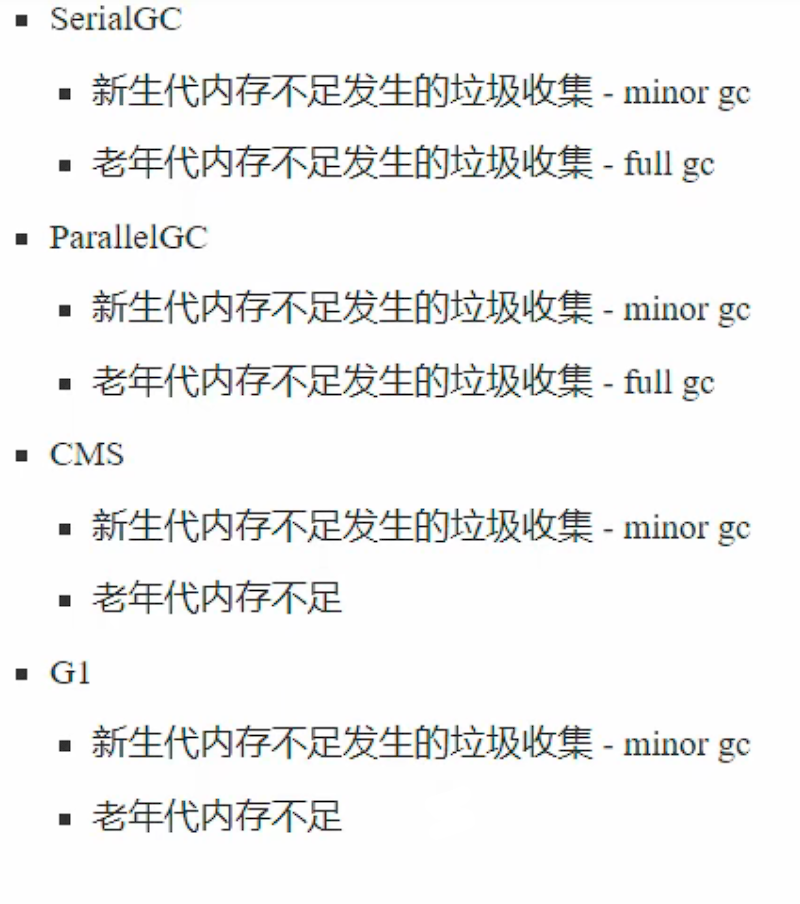 SerialGC
新生代内存不足发生的垃圾收集 - minor gc
老年代内存不足发生的垃圾收集 - full gc
ParallelGC
新生代内存不足发生的垃圾收集 - minor gc
老年代内存不足发生的垃圾收集 - full gc
CMS
新生代内存不足发生的垃圾收集 - minor gc
老年代内存不足
G1
新生代内存不足发生的垃圾收集 - minor gc
老年代内存不足